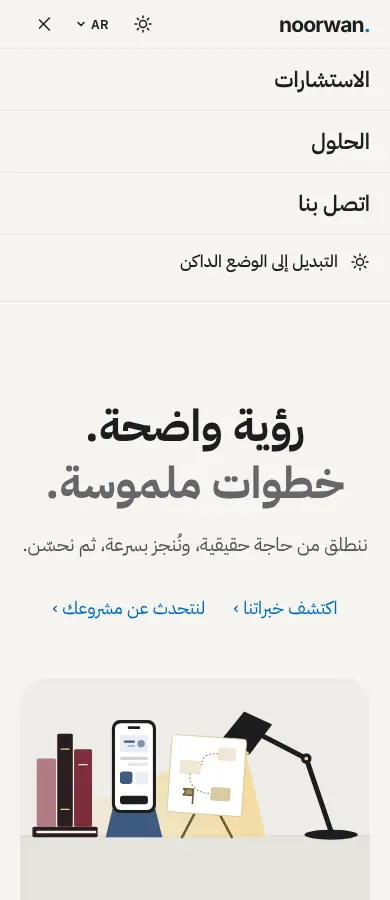 noorwan.
AR
الاستشارات
الحلول
اتصل بنا
التبديل إلى الوضع الداكن
رؤية واضحة.
خطوات ملموسة.
ننطلق من حاجة حقيقية، ونُنجز بسرعة، ثم نحسّن.
اكتشف خبراتنا ‹ لنتحدث عن مشروعك ‹